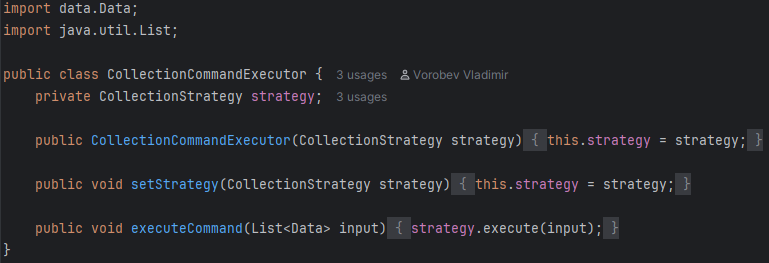 import data.Data;
import java.util.List;
public class CollectionCommandExecutor { 3 usages Vorobev Vladimir
private CollectionStrategy strategy; 3 usages
public CollectionCommandExecutor(CollectionStrategy strategy) { this.strategy = strategy; }
public void setStrategy(CollectionStrategy strategy) { this.strategy = strategy; }
public void executeCommand(List<Data> input) { strategy.execute(input); }
}